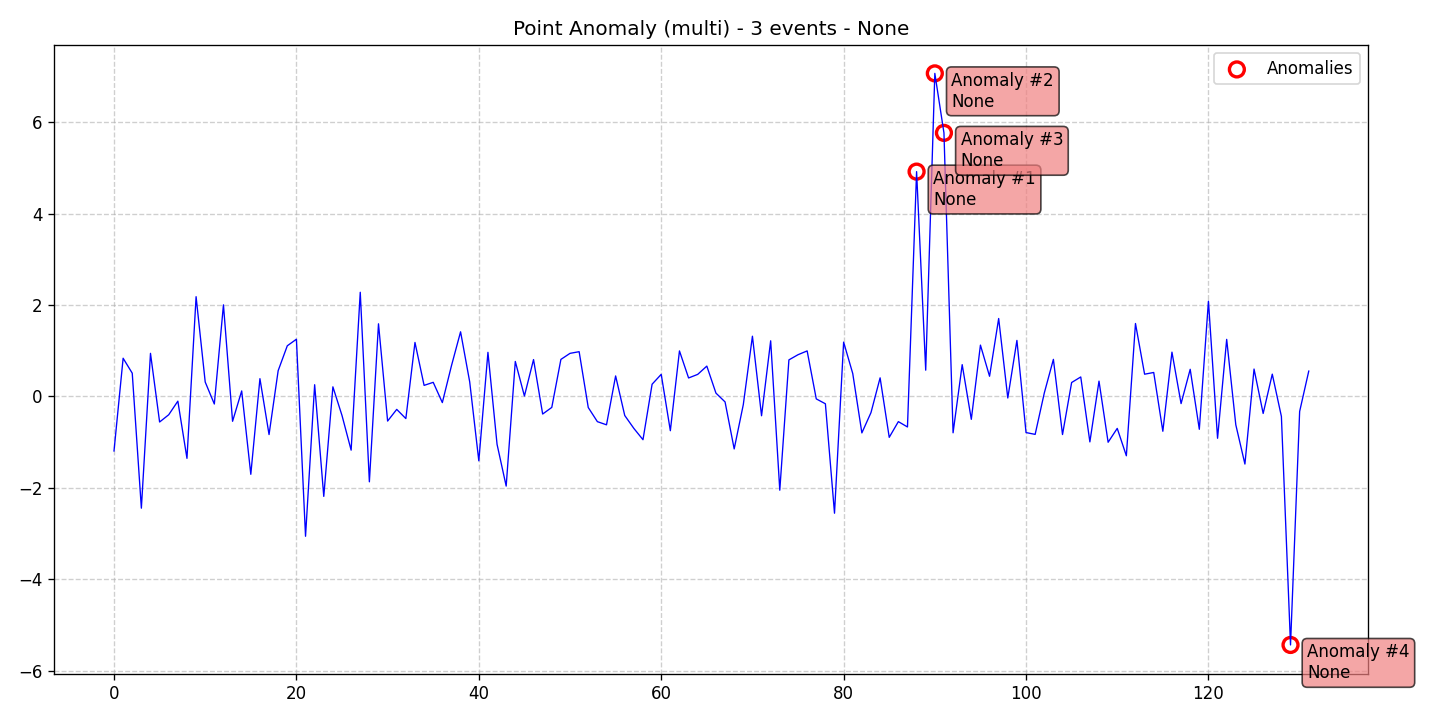 Point Anomaly (multi) - 3 events - None
Anomalies
Anomaly #2
None
Anomaly #3
None
Anomaly #1
None
Anomaly #4
None
6
4
2
0
−2
−4
−6
0
20
40
60
80
100
120